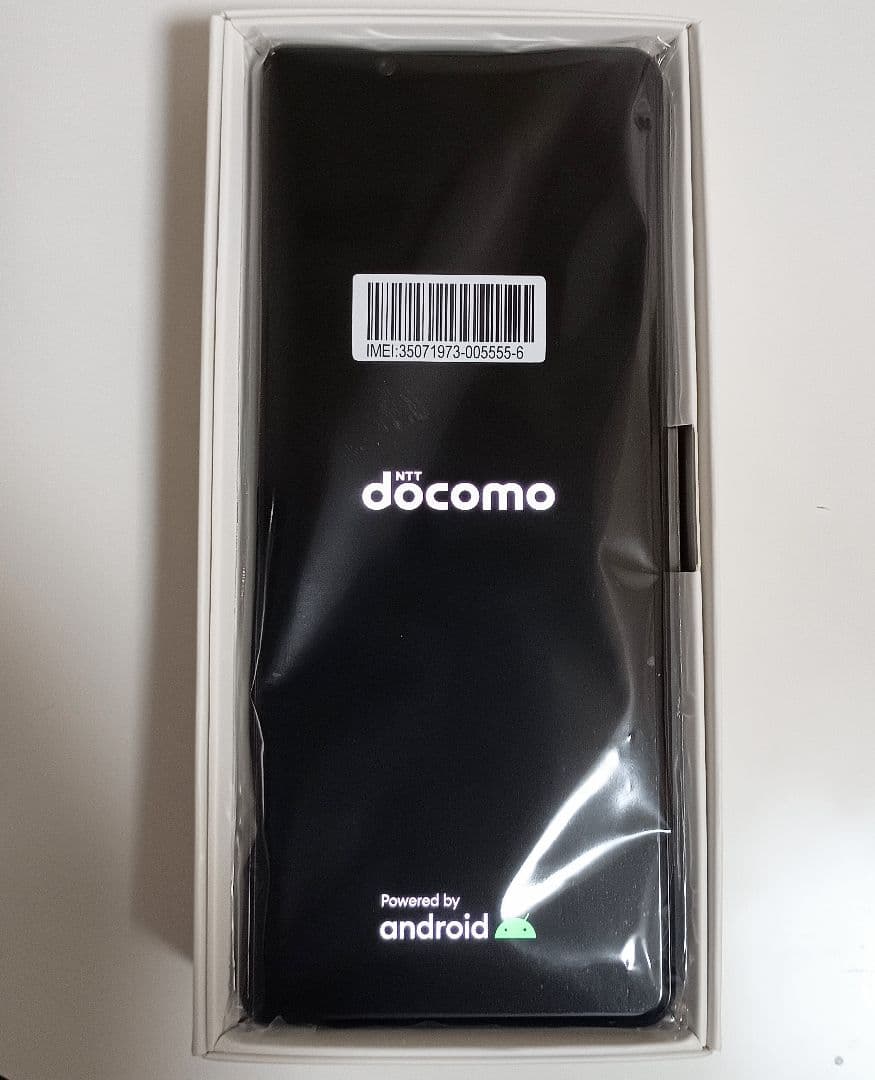 IMEI:35071973-005555-6
NTT
docomo
Powered by
android